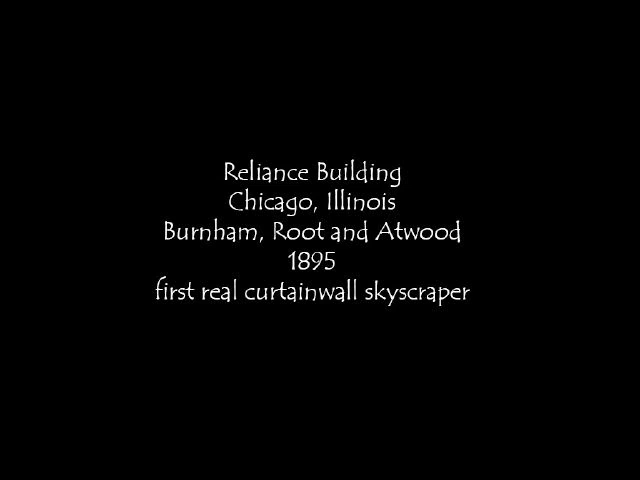 Reliance Building
Chicago, Illinois
Burnham, Root and Atwood
1895
first real curtainwall skyscraper